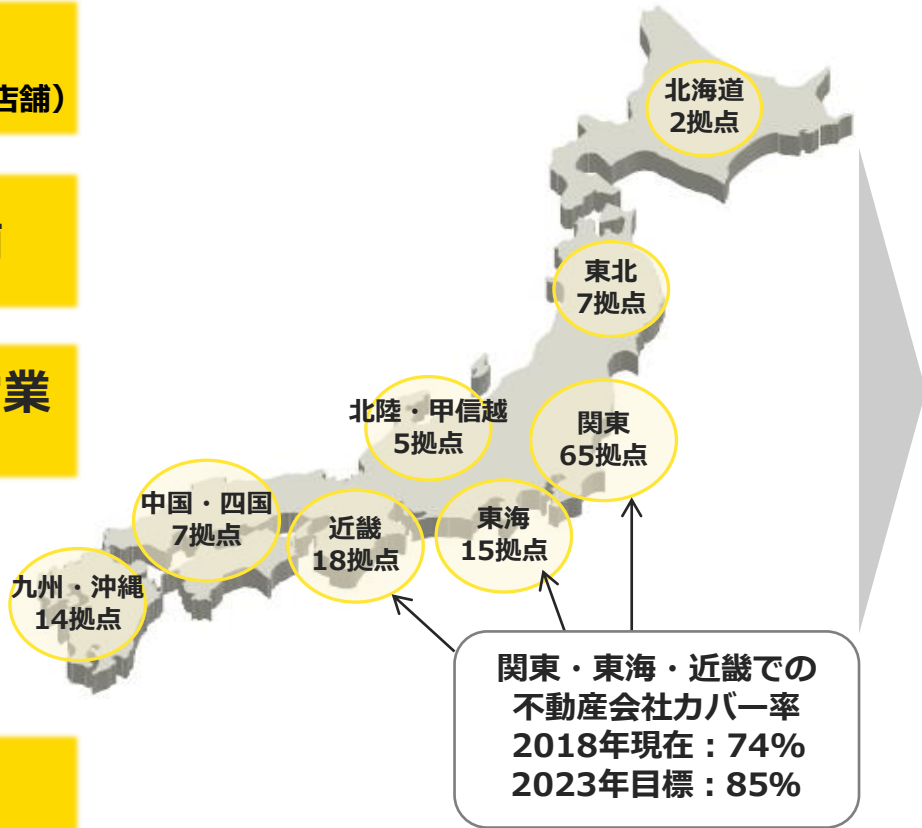 店舗）
業
北海道
2拠点
東北
7拠点
北陸・甲信越
5拠点
関東
65拠点
中国・四国
7拠点
近畿
18拠点
東海
15拠点
九州・沖縄
14拠点
関東・東海・近畿での
不動産会社カバー率
2018年現在：74%
2023年目標：85%